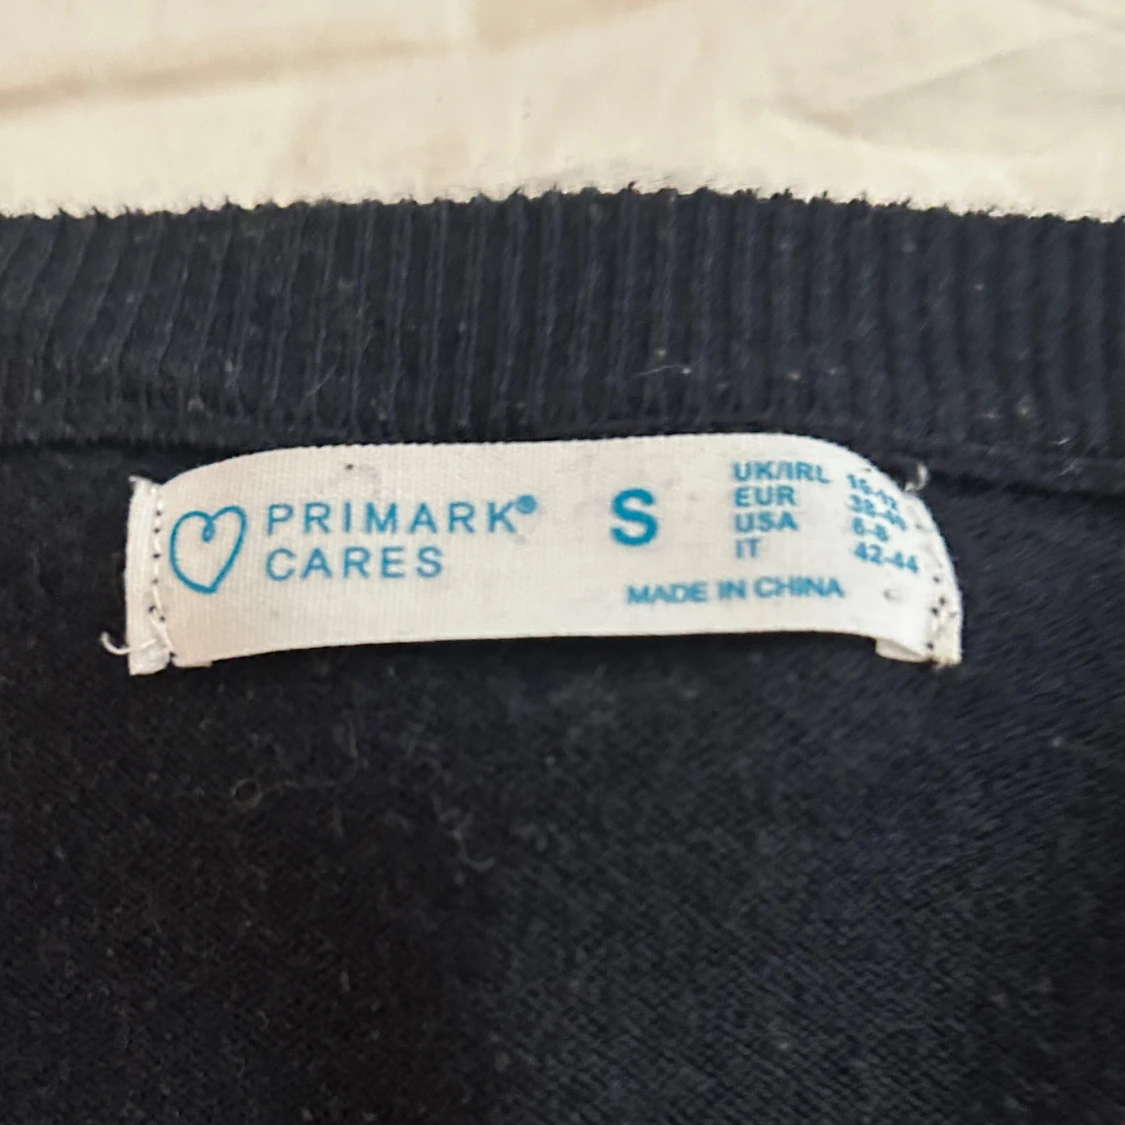 PRIMARK®
CARES
S
UK/IRL
EUR
USA
IT 42-44
MADE IN CHINA